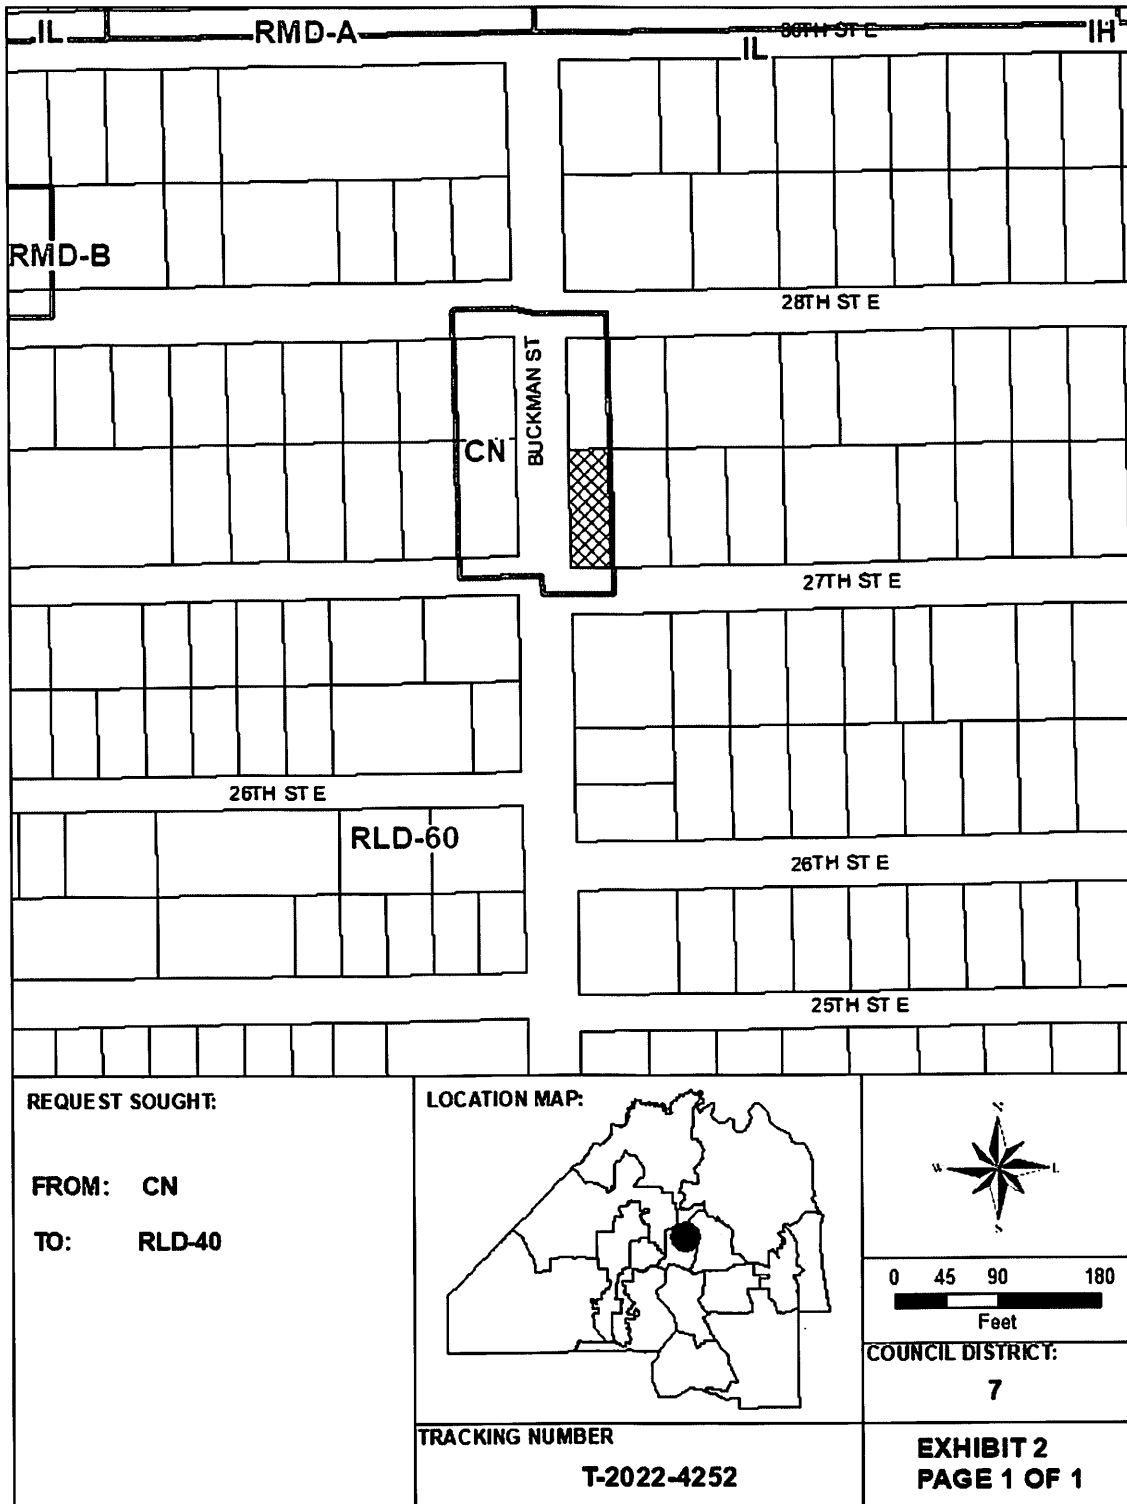 IL
RMD-A
30TH ST E
IH
IL
RMD-B
28TH ST E
BUCKMAN ST
CN
27TH ST E
26TH ST E
RLD-60
26TH ST E
25TH ST E
REQUEST SOUGHT:
FROM: CN
TO: RLD-40
LOCATION MAP:
N
W
S
0 45 90 180
Feet
COUNCIL DISTRICT:
7
TRACKING NUMBER
T-2022-4252
EXHIBIT 2
PAGE 1 OF 1